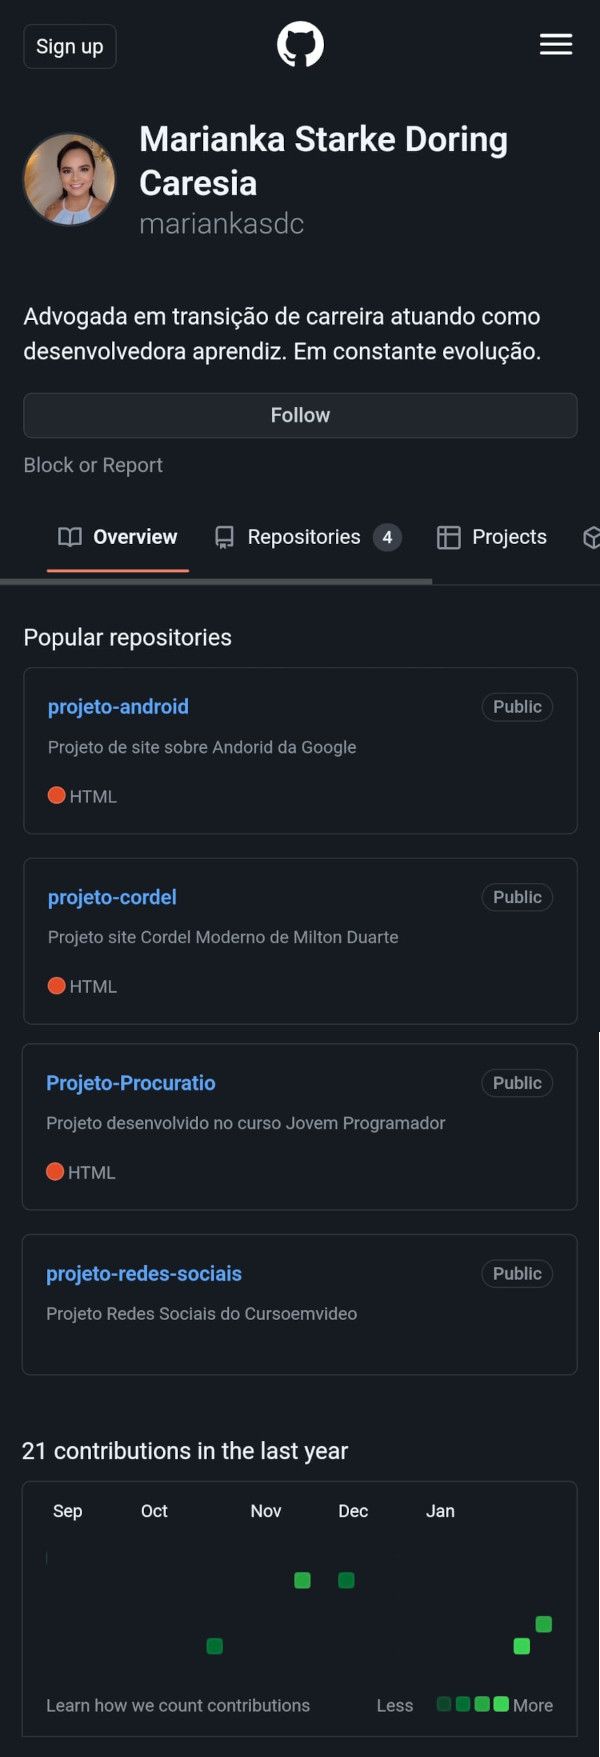 Sign up
Marianka Starke Doring
Caresia
mariankasdc
Advogada em transição de carreira atuando como
desenvolvedora aprendiz. Em constante evolução.
Follow
Block or Report
Overview Repositories 4 Projects
Popular repositories
projeto-android Public
Projeto de site sobre Andorid da Google
HTML
projeto-cordel Public
Projeto site Cordel Moderno de Milton Duarte
HTML
Projeto-Procuratio Public
Projeto desenvolvido no curso Jovem Programador
HTML
projeto-redes-sociais Public
Projeto Redes Sociais do Cursoemvideo
21 contributions in the last year
Sep Oct Nov Dec Jan
Learn how we count contributions Less More